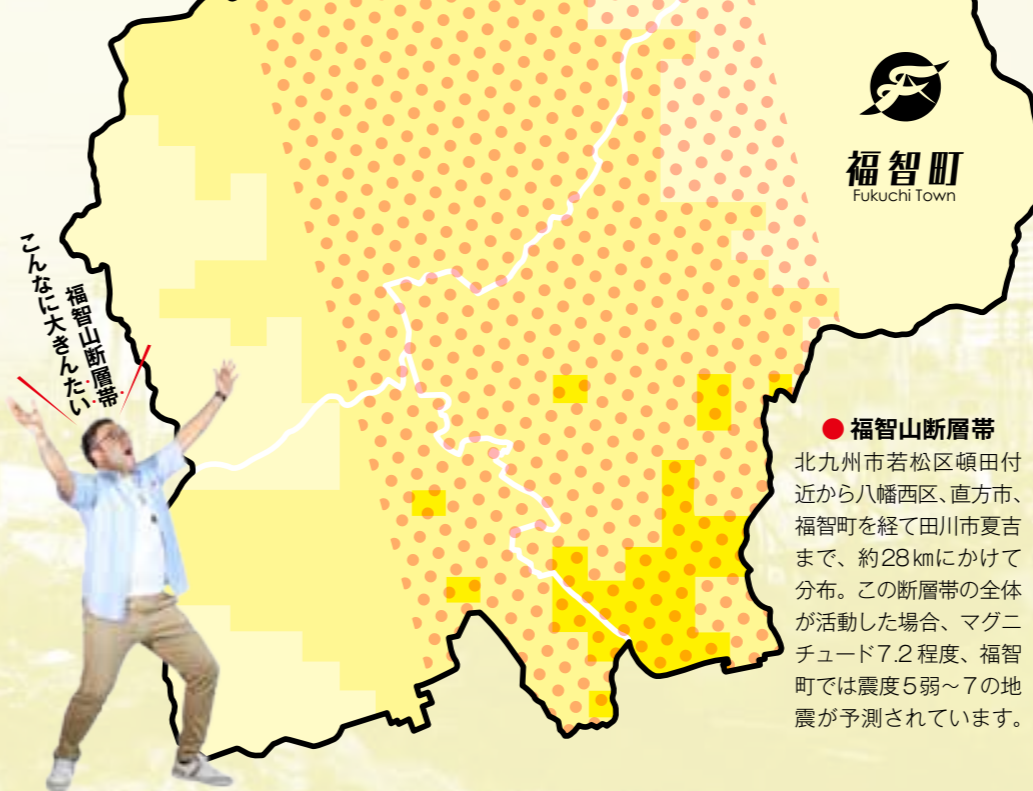 福智町
Fukuchi Town
福智山断層帯
こんなに大きんたい
● 福智山断層帯
北九州市若松区頓田付
近から八幡西区、直方市、
福智町を経て田川市夏吉
まで、約28㎞にかけて
分布。この断層帯の全体
が活動した場合、マグニ
チュード7.2 程度、福智
町では震度5弱～7の地
震が予測されています。